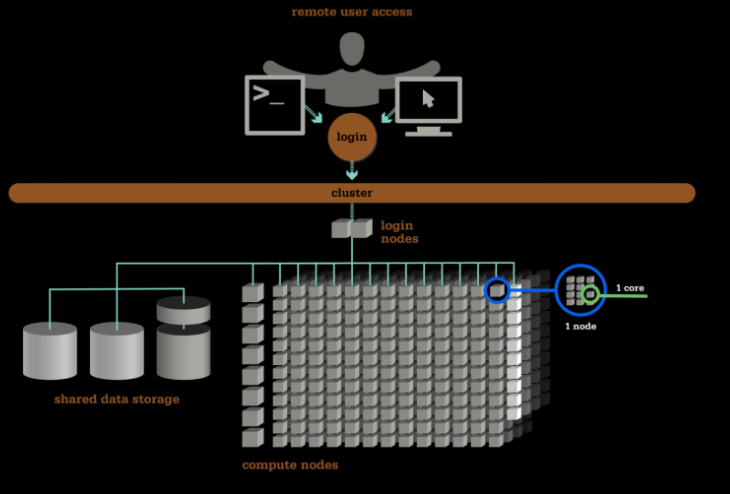 remote user access
>_
login
cluster
login
nodes
1 core
1 node
shared data storage
compute nodes